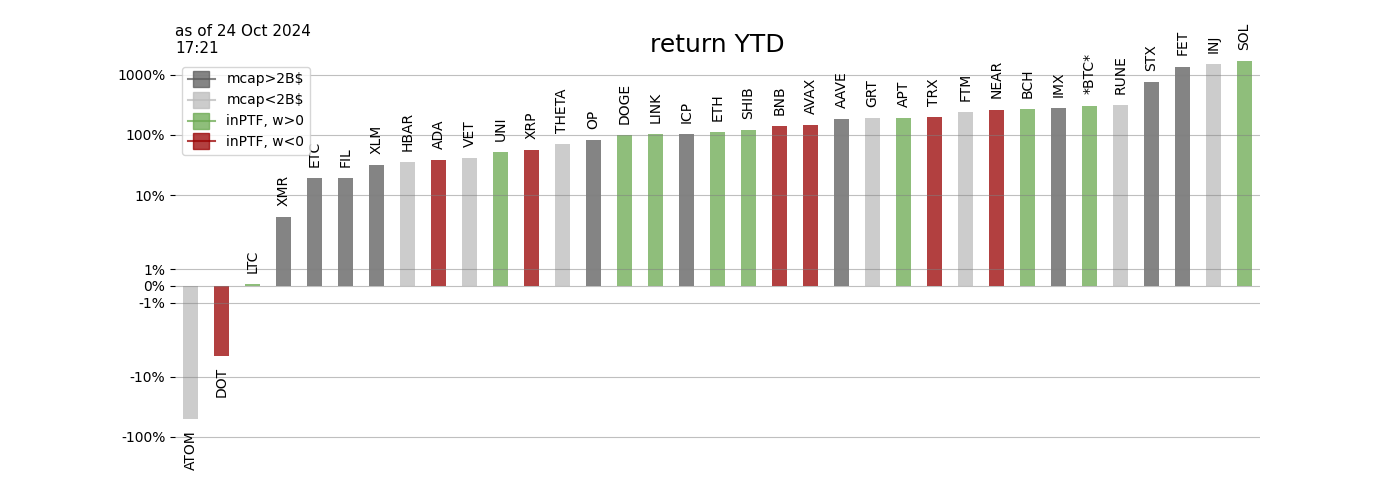 as of 24 Oct 2024
17:21
return YTD
mcap>2B$
mcap<2B$
inPTF, w>0
inPTF, w<0
1000%
100%
10%
1%
0%
-1%
-10%
-100%
ATOM
DOT
LTC
XMR
ETC
FIL
XLM
HBAR
ADA
VET
UNI
XRP
THETA
OP
DOGE
LINK
ICP
ETH
SHIB
BNB
AVAX
AAVE
GRT
APT
TRX
FTM
NEAR
BCH
IMX
*BTC*
RUNE
STX
FET
INJ
SOL